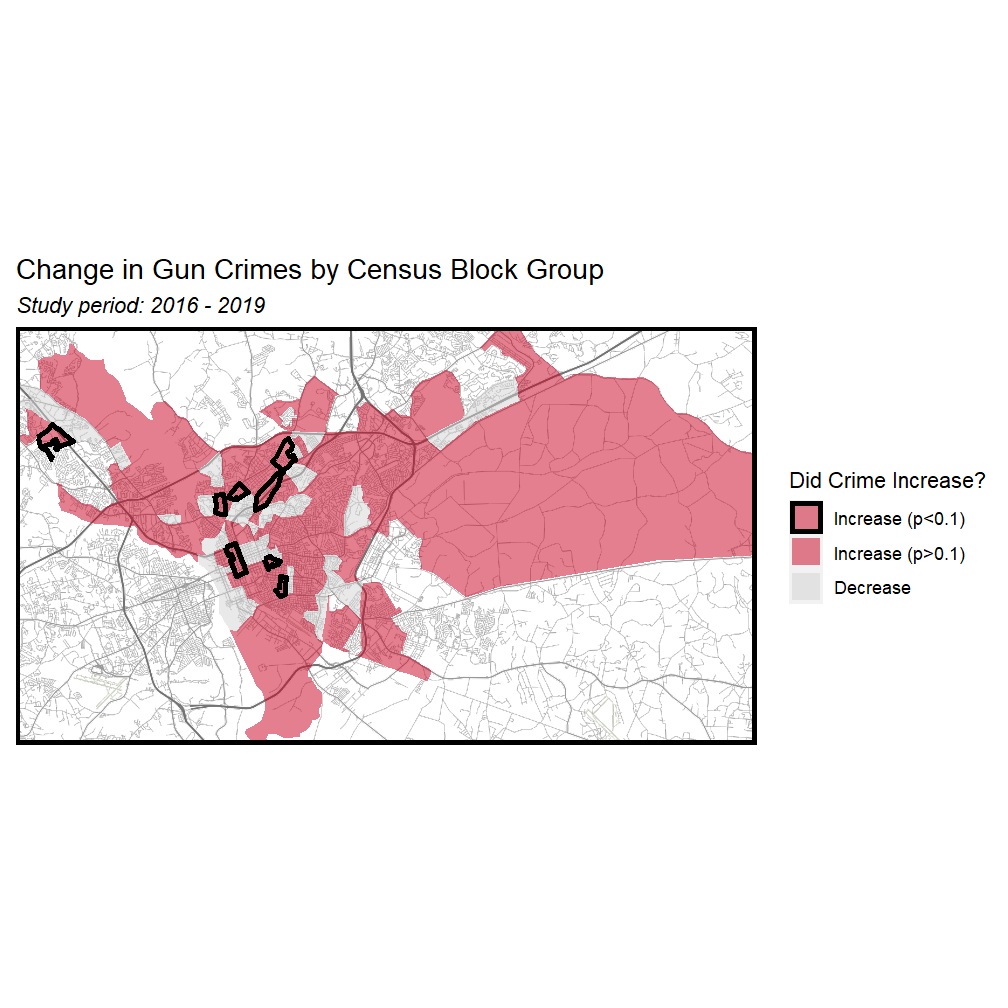 Change in Gun Crimes by Census Block Group
Study period: 2016 - 2019
Did Crime Increase?
Increase (p<0.1)
Increase (p>0.1)
Decrease